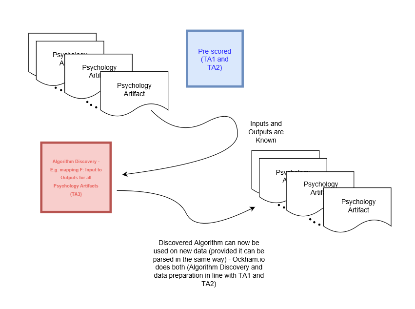 Psychology
Psychology
Artifact
Psychology
Artifact
Pre scored
(TA1 and
TA2)
Inputs and
Outputs are
Known
Algorithm Discovery -
E.g. mapping
Outputs for all
Psychology Artifacts
(TA2)
Psychology
Psychology
Artifact
Psychology
Artifact
Discovered Algorithm can now be
used on new data (provided it can be
parsed in the same way) - Ockham.io
does both (Algorithm Discovery and
data preparation in line with TA1 and
TA2)